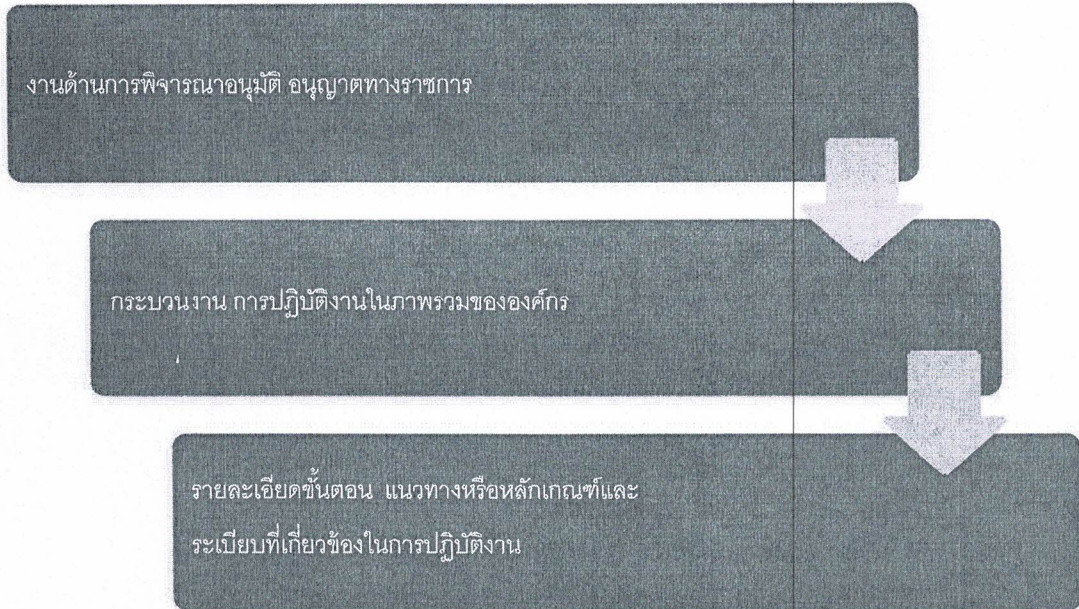 งานด้านการพิจารณาอนุมัติ อนุญาตทางราชการ
กระบวนงาน การปฏิบัติงานในภาพรวมขององค์กร
รายละเอียดขั้นตอน แนวทางหรือหลักเกณฑ์และ
ระเบียบที่เกี่ยวข้องในการปฏิบัติงาน